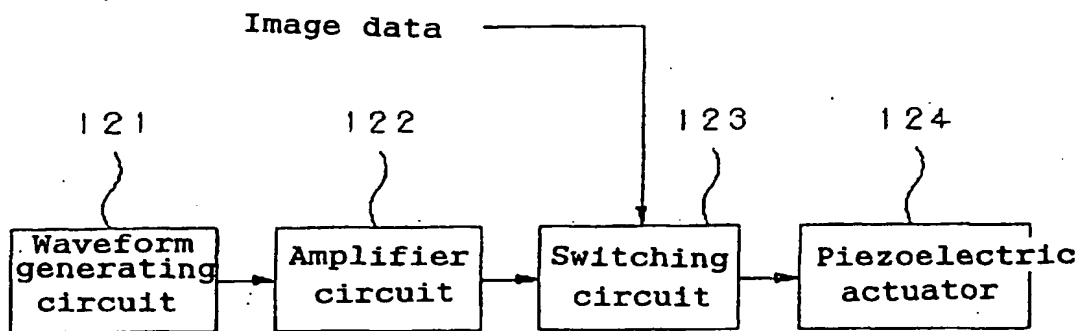 Image data
121
122
123
124
Waveform
generating
circuit
Amplifier
circuit
Switching
circuit
Piezoelectric
actuator